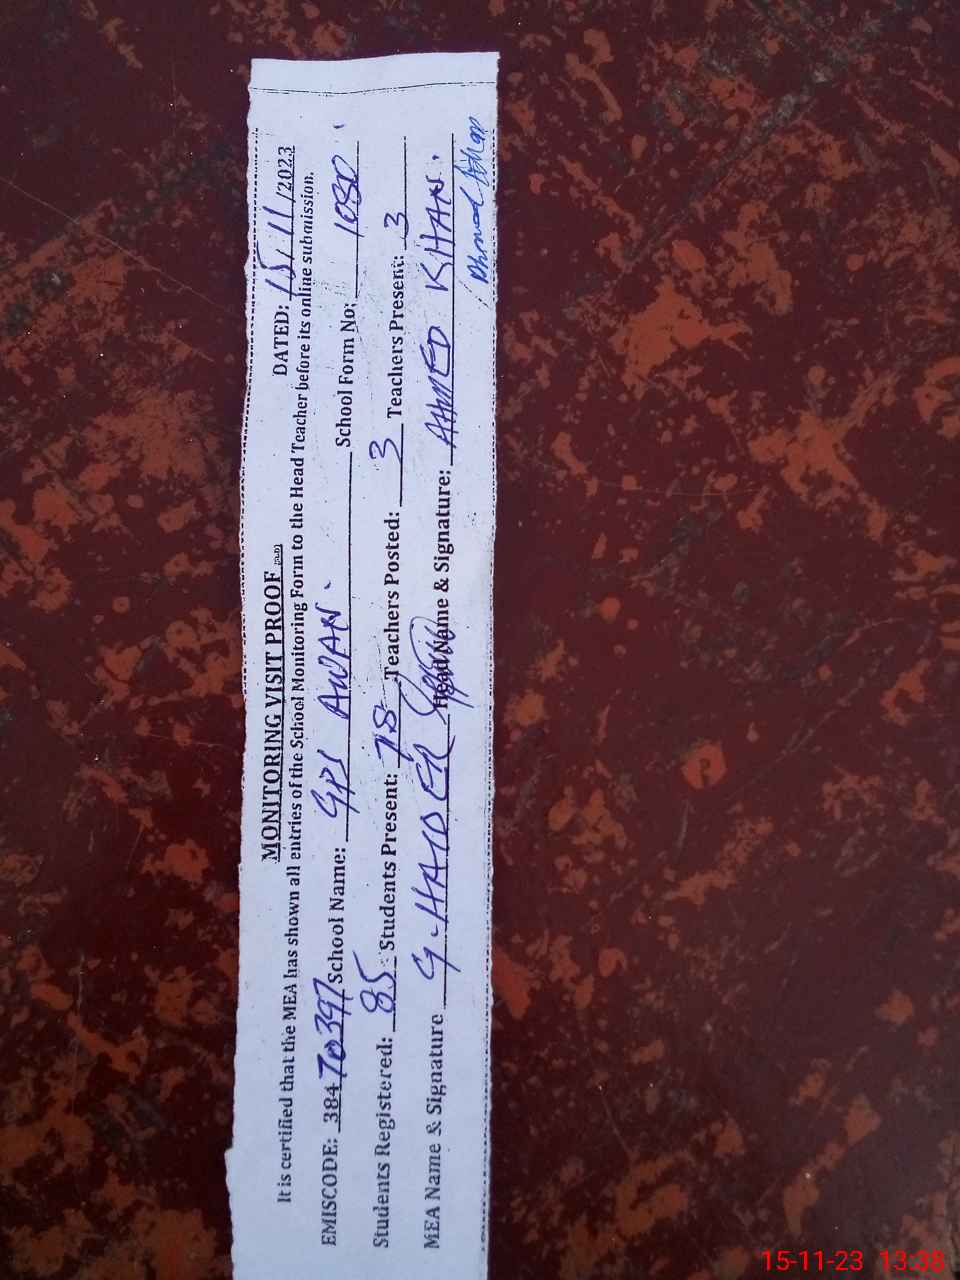 MONITORING VISIT PROOF
DATED: 15/11/2023
It is certified that the MEA has shown all entries of the School Monitoring Form to the Head Teacher before its online submission.
EMISCODE: 38470397 School Name: GPS AWAN. School Form No: 1080
Students Registered: 85 Students Present: 78 Teachers Posted: 3 Teachers Present: 3
MEA Name & Signature G. HAIDER Head Name & Signature: AHMED KHAN.
15-11-23 13:38